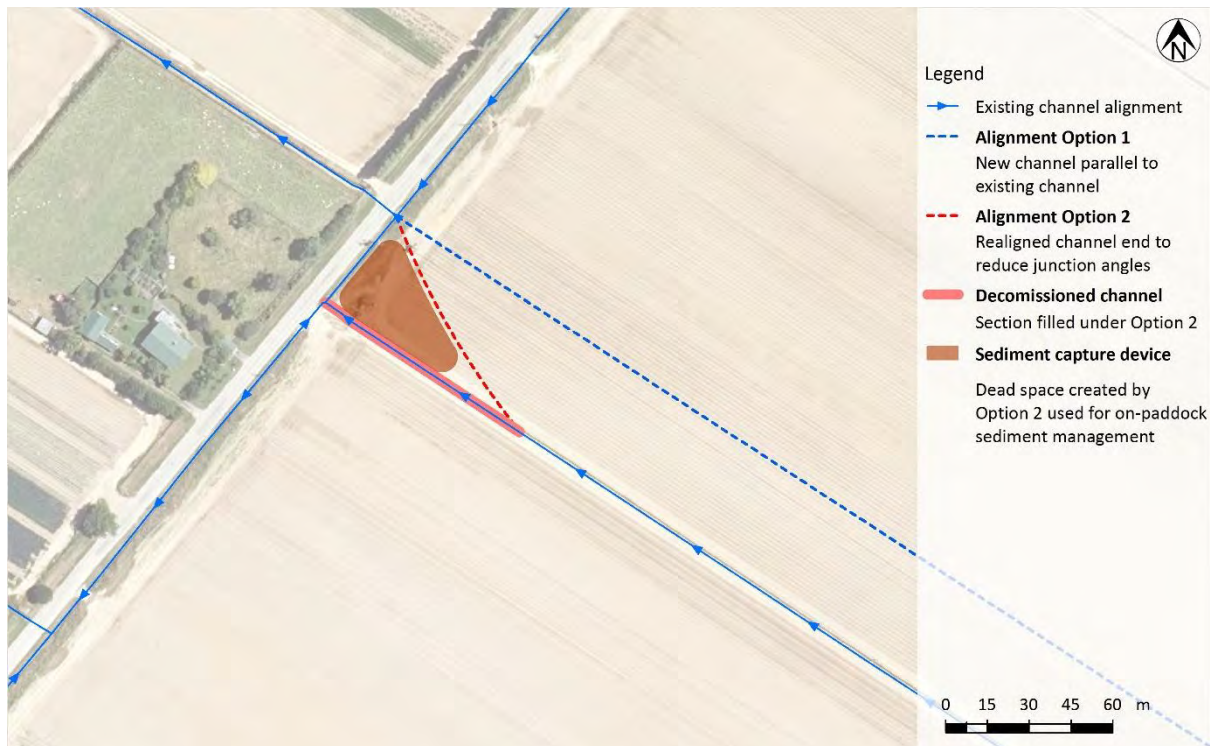 N
Legend
Existing channel alignment
Alignment Option 1
New channel parallel to
existing channel
Alignment Option 2
Realigned channel end to
reduce junction angles
Decomissioned channel
Section filled under Option 2
Sediment capture device
Dead space created by
Option 2 used for on-paddock
sediment management
0 15 30 45 60 m